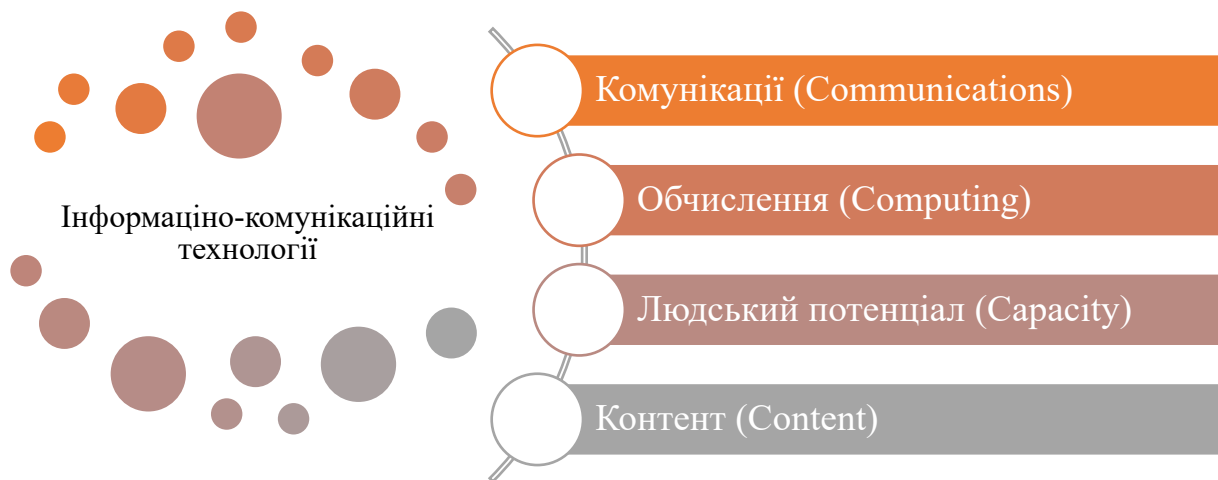 Інформаціно-комунікаційні
технології
Комунікації (Communications)
Обчислення (Computing)
Людський потенціал (Capacity)
Контент (Content)